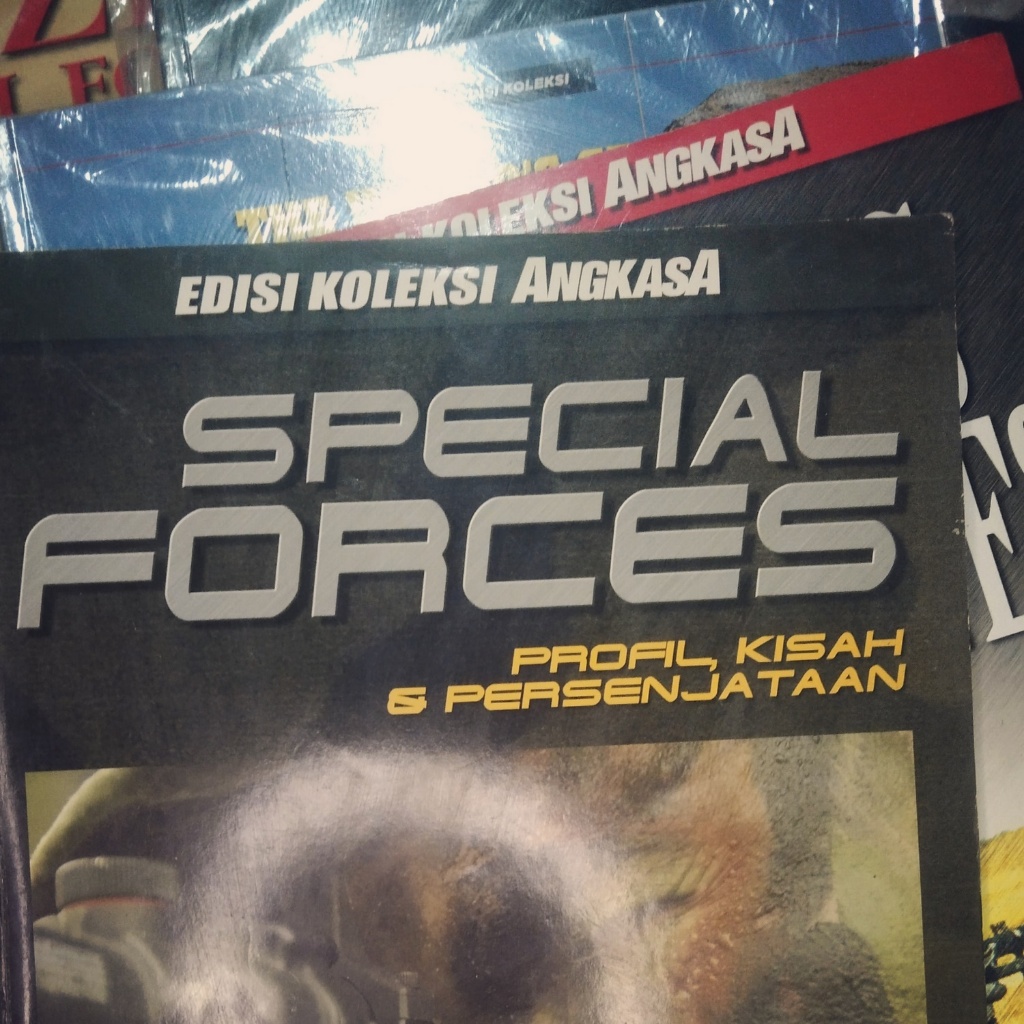 KOLEKSI
KOLEKSI ANGKASA
EDISI KOLEKSI ANGKASA
SPECIAL
FORCES
PROFIL, KISAH
& PERSENJATAAN